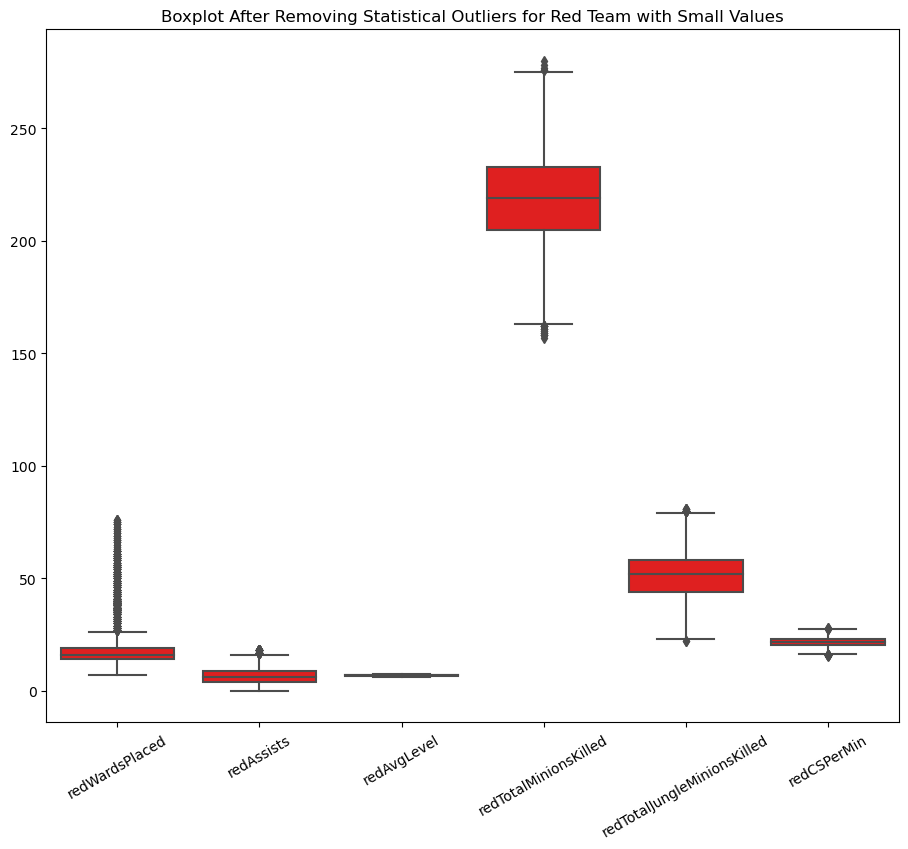 Boxplot After Removing Statistical Outliers for Red Team with Small Values
250
200
150
100
50
0
redWardsPlaced
redAssists
redAvgLevel
redTotalMinionsKilled
redTotalJungleMinionsKilled
redCSPerMin